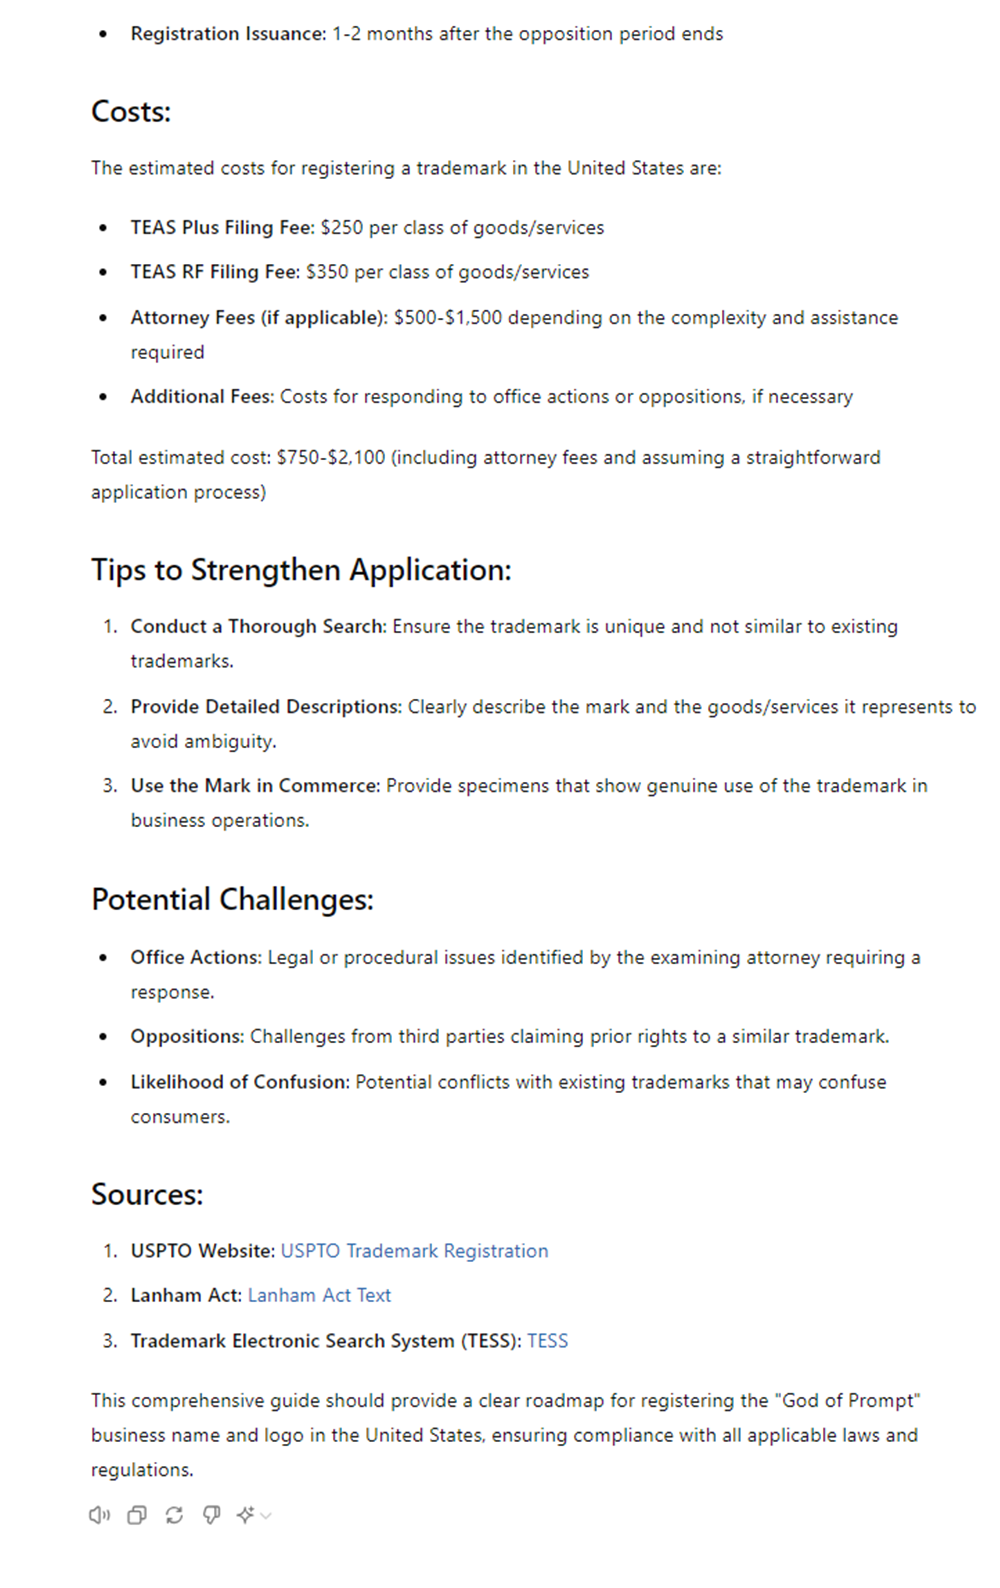 • Registration Issuance: 1-2 months after the opposition period ends
Costs:
The estimated costs for registering a trademark in the United States are:
• TEAS Plus Filing Fee: $250 per class of goods/services
• TEAS RF Filing Fee: $350 per class of goods/services
• Attorney Fees (if applicable): $500-$1,500 depending on the complexity and assistance
required
• Additional Fees: Costs for responding to office actions or oppositions, if necessary
Total estimated cost: $750-$2,100 (including attorney fees and assuming a straightforward
application process)
Tips to Strengthen Application:
1. Conduct a Thorough Search: Ensure the trademark is unique and not similar to existing
trademarks.
2. Provide Detailed Descriptions: Clearly describe the mark and the goods/services it represents to
avoid ambiguity.
3. Use the Mark in Commerce: Provide specimens that show genuine use of the trademark in
business operations.
Potential Challenges:
• Office Actions: Legal or procedural issues identified by the examining attorney requiring a
response.
• Oppositions: Challenges from third parties claiming prior rights to a similar trademark.
• Likelihood of Confusion: Potential conflicts with existing trademarks that may confuse
consumers.
Sources:
1. USPTO Website: USPTO Trademark Registration
2. Lanham Act: Lanham Act Text
3. Trademark Electronic Search System (TESS): TESS
This comprehensive guide should provide a clear roadmap for registering the "God of Prompt"
business name and logo in the United States, ensuring compliance with all applicable laws and
regulations.